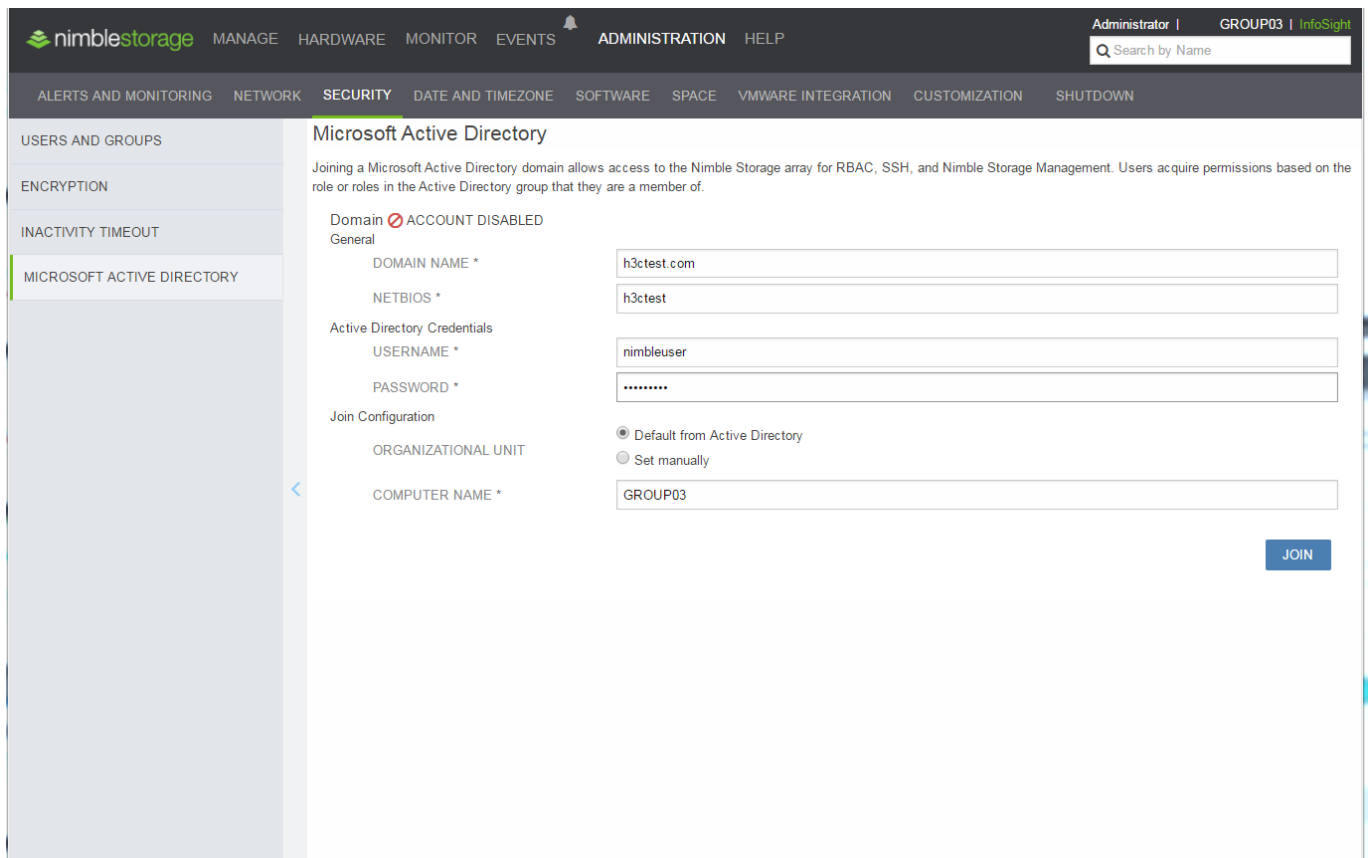 nimblestorage MANAGE HARDWARE MONITOR EVENTS ADMINISTRATION HELP
Administrator | GROUP03 | InfoSight
Search by Name
ALERTS AND MONITORING NETWORK SECURITY DATE AND TIMEZONE SOFTWARE SPACE VMWARE INTEGRATION CUSTOMIZATION SHUTDOWN
USERS AND GROUPS
ENCRYPTION
INACTIVITY TIMEOUT
MICROSOFT ACTIVE DIRECTORY
Microsoft Active Directory
Joining a Microsoft Active Directory domain allows access to the Nimble Storage array for RBAC, SSH, and Nimble Storage Management. Users acquire permissions based on the
role or roles in the Active Directory group that they are a member of.
Domain ACCOUNT DISABLED
General
DOMAIN NAME * h3ctest.com
NETBIOS * h3ctest
Active Directory Credentials
USERNAME * nimbleuser
PASSWORD * •••••••••
Join Configuration
ORGANIZATIONAL UNIT
Default from Active Directory
Set manually
COMPUTER NAME * GROUP03
JOIN